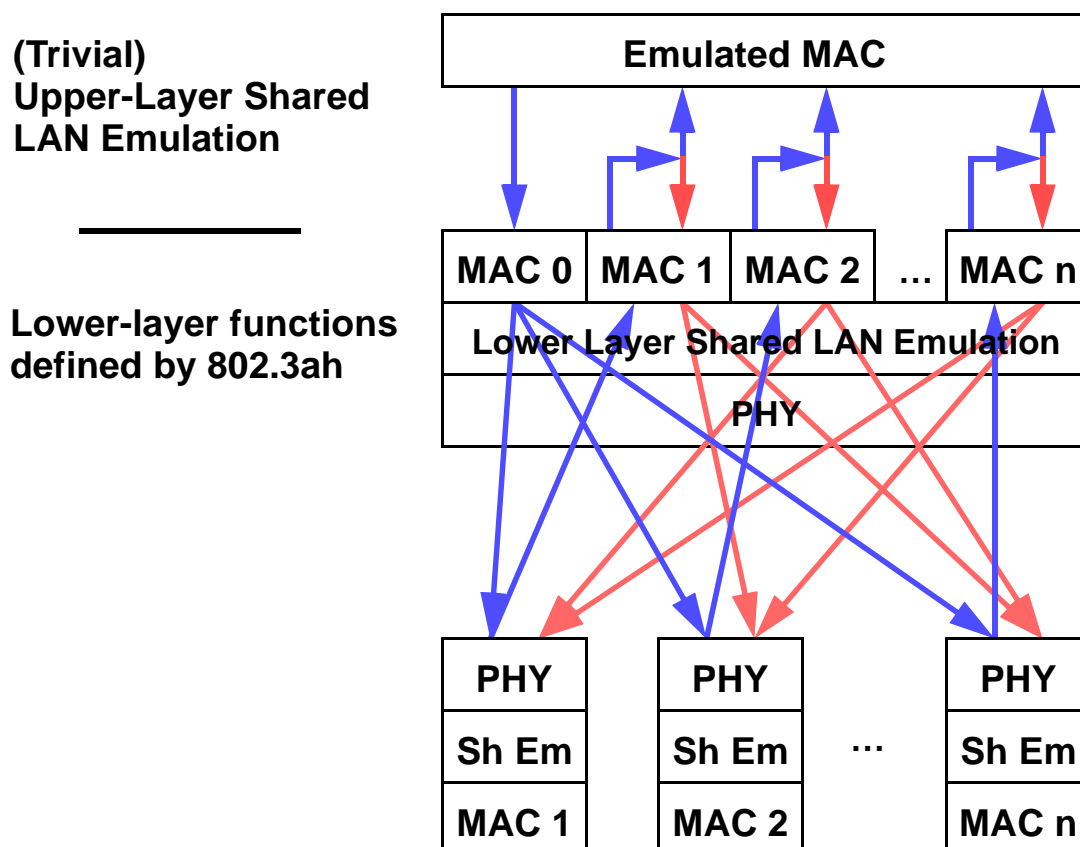 (Trivial)
Upper-Layer Shared
LAN Emulation
Emulated MAC
MAC 0
MAC 1
MAC 2
...
MAC n
Lower-layer functions
defined by 802.3ah
Lower Layer Shared LAN Emulation
PHY
PHY
PHY
PHY
Sh Em
Sh Em
...
Sh Em
MAC 1
MAC 2
MAC n